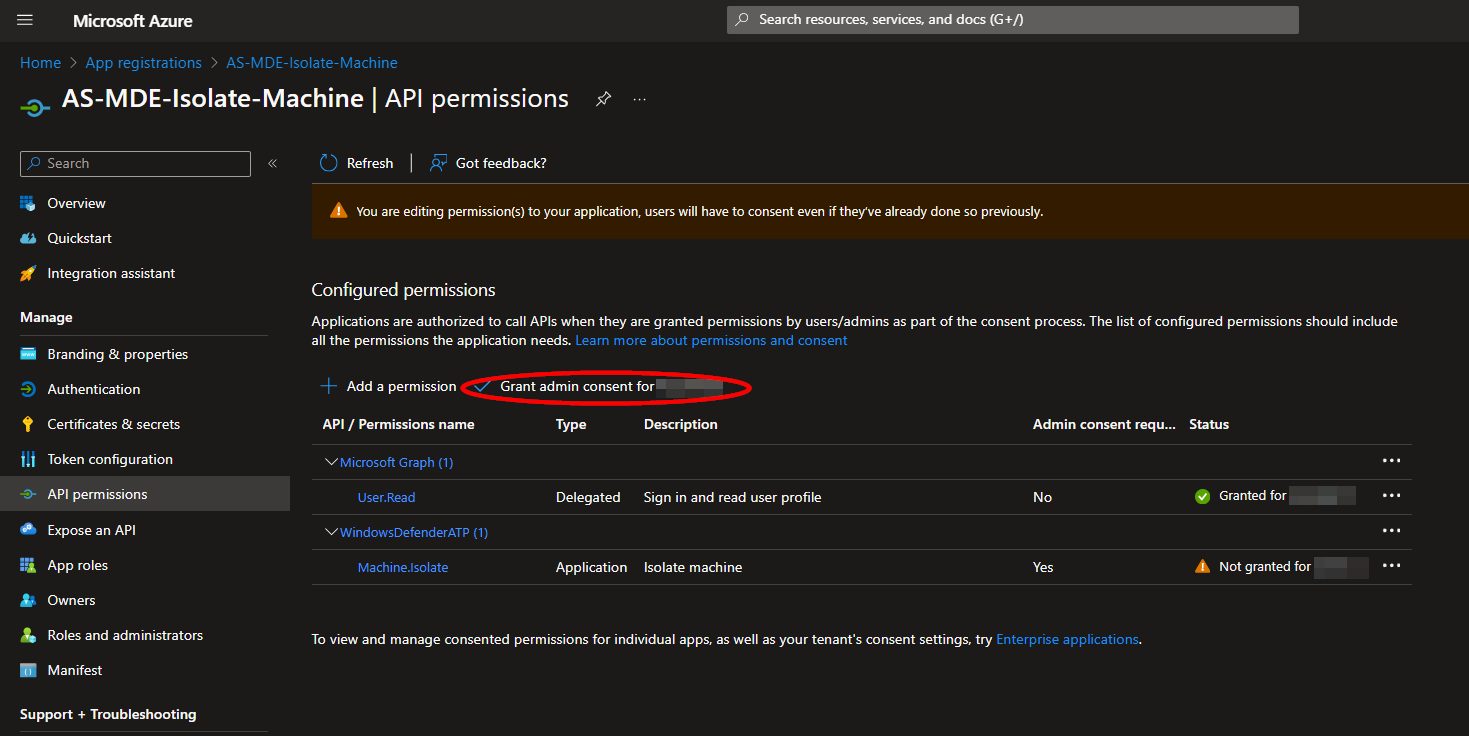 Microsoft Azure
Search resources, services, and docs (G+/)
Home > App registrations > AS-MDE-Isolate-Machine
AS-MDE-Isolate-Machine | API permissions
Search
Overview
Quickstart
Integration assistant
Manage
Branding & properties
Authentication
Certificates & secrets
Token configuration
API permissions
Expose an API
App roles
Owners
Roles and administrators
Manifest
Support + Troubleshooting
Refresh | Got feedback?
You are editing permission(s) to your application, users will have to consent even if they've already done so previously.
Configured permissions
Applications are authorized to call APIs when they are granted permissions by users/admins as part of the consent process. The list of configured permissions should include
all the permissions the application needs. Learn more about permissions and consent
Add a permission Grant admin consent for
API / Permissions name Type Description Admin consent requ... Status
Microsoft Graph (1)
User.Read Delegated Sign in and read user profile No Granted for
WindowsDefenderATP (1)
Machine.Isolate Application Isolate machine Yes Not granted for
To view and manage consented permissions for individual apps, as well as your tenant's consent settings, try Enterprise applications.